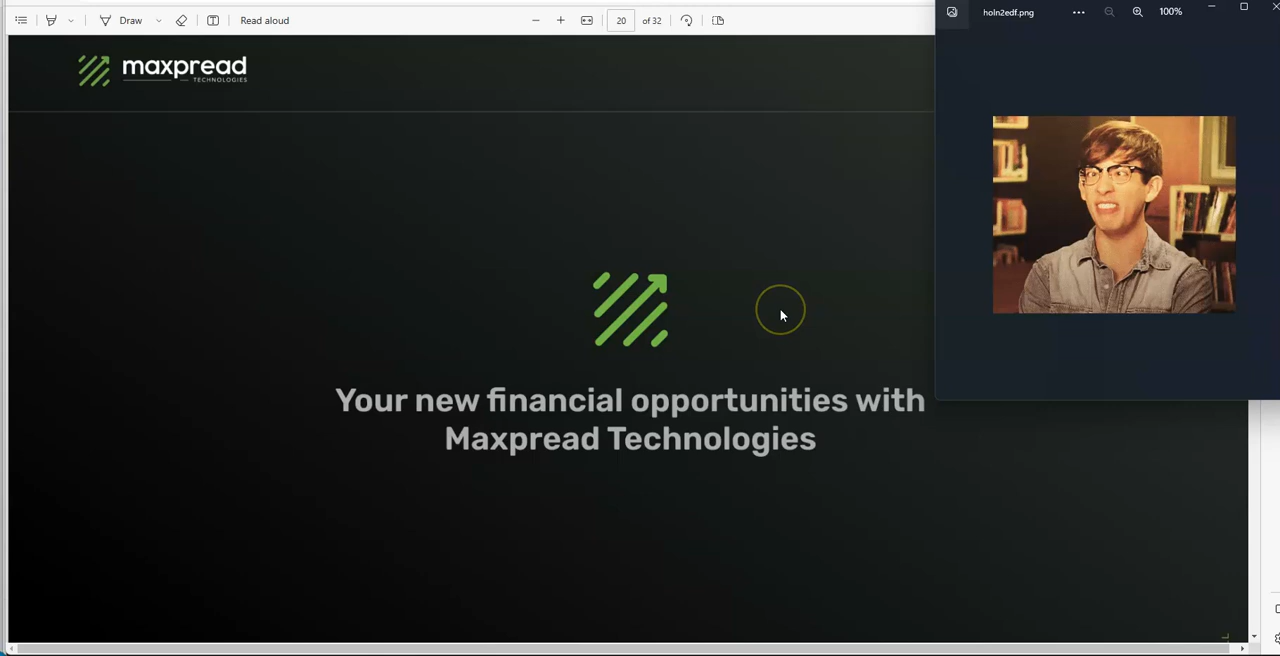 Draw
Read aloud
20
of 32
holn2edf.png
100%
maxpread
TECHNOLOGIES
Your new financial opportunities with
Maxpread Technologies